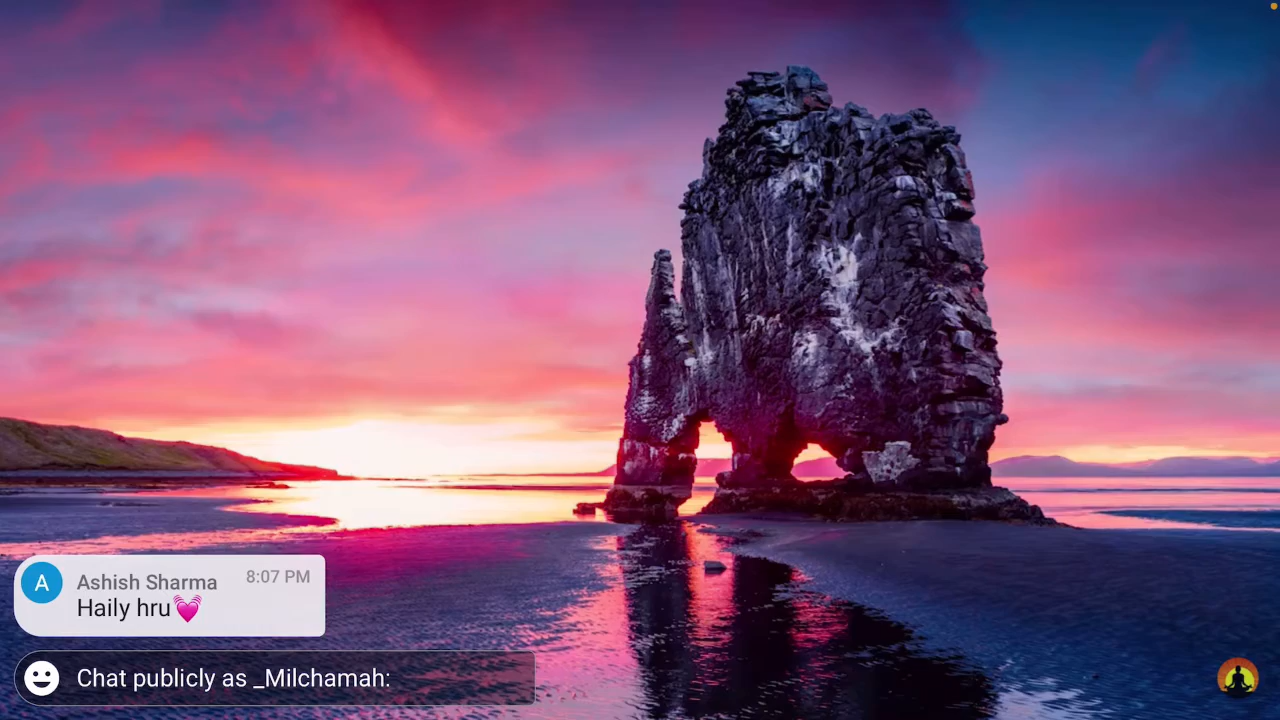 A
Ashish Sharma
8:07 PM
Haily hru💓
Chat publicly as _Milchamah: